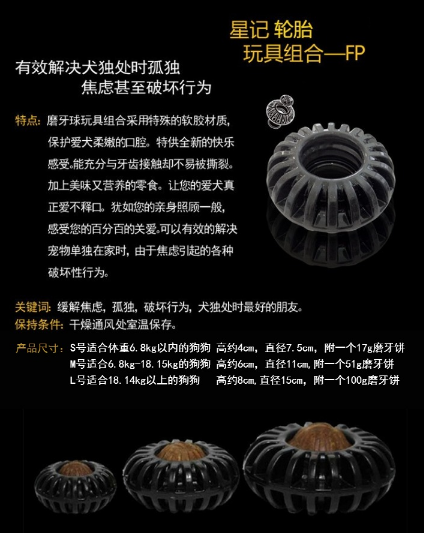 星记 轮胎
玩具组合—FP
有效解决犬独处时孤独
焦虑甚至破坏行为
特点: 磨牙球玩具组合采用特殊的软胶材质,
保护爱犬柔嫩的口腔。特供全新的快乐
感受。能充分与牙齿接触却不易被撕裂。
加上美味又营养的零食。让您的爱犬真
正爱不释口。犹如您的亲身照顾一般,
感受您的百分百的关爱。可以有效的解决
宠物单独在家时, 由于焦虑引起的各种
破坏性行为。
关键词: 缓解焦虑, 孤独, 破坏行为, 犬独处时最好的朋友。
保持条件: 干燥通风处室温保存。
产品尺寸: S号适合体重6.8kg以内的狗狗 高约4cm, 直径7.5cm, 附一个17g磨牙饼
M号适合6.8kg-18.15kg的狗狗 高约6cm, 直径11cm,附一个51g磨牙饼
L号适合18.14kg以上的狗狗 高约8cm,直径15cm, 附一个100g磨牙饼